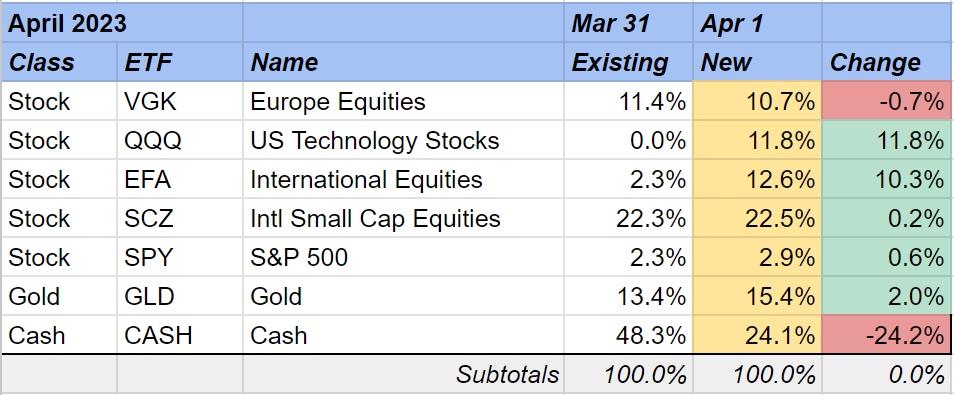 April 2023 Mar 31 Apr 1
Class ETF Name Existing New Change
Stock VGK Europe Equities 11.4% 10.7% -0.7%
Stock QQQ US Technology Stocks 0.0% 11.8% 11.8%
Stock EFA International Equities 2.3% 12.6% 10.3%
Stock SCZ Intl Small Cap Equities 22.3% 22.5% 0.2%
Stock SPY S&P 500 2.3% 2.9% 0.6%
Gold GLD Gold 13.4% 15.4% 2.0%
Cash CASH Cash 48.3% 24.1% -24.2%
Subtotals 100.0% 100.0% 0.0%